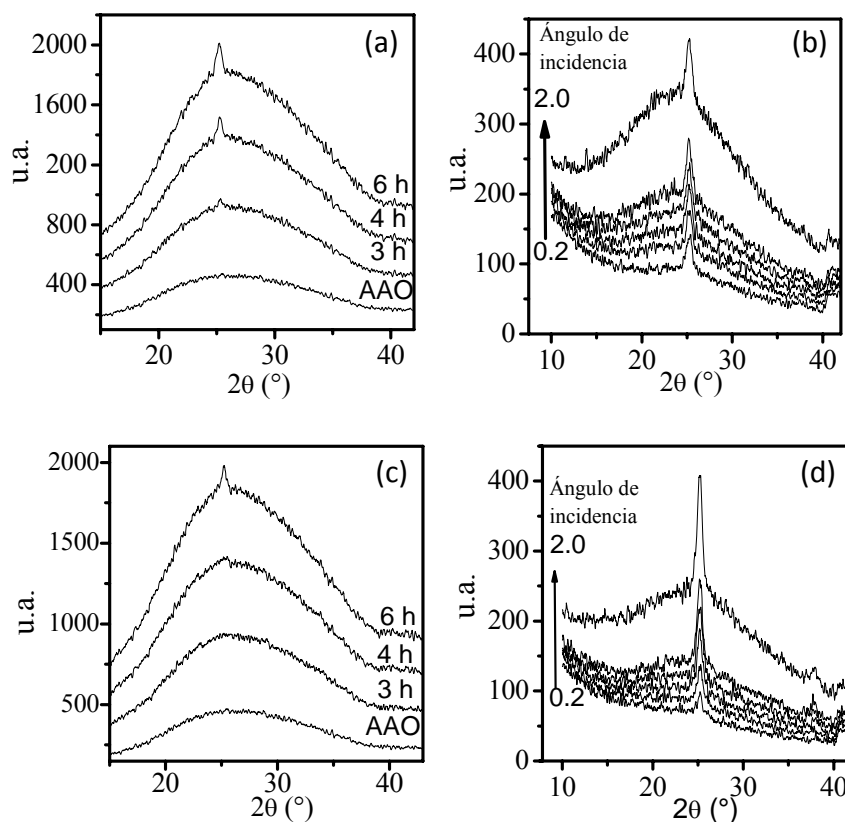 (a)
2000
1600
200
800
400
u.a.
6 h
4 h
3 h
AAO
20
30
40
2θ (°)
(b)
Ángulo de
incidencia
2.0
0.2
400
300
200
100
0
u.a.
10
20
30
40
2θ (°)
(c)
2000
1500
1000
500
u.a.
6 h
4 h
3 h
AAO
20
30
40
2θ (°)
(d)
Ángulo de
incidencia
2.0
0.2
400
300
200
100
0
u.a.
10
20
30
40
2θ (°)